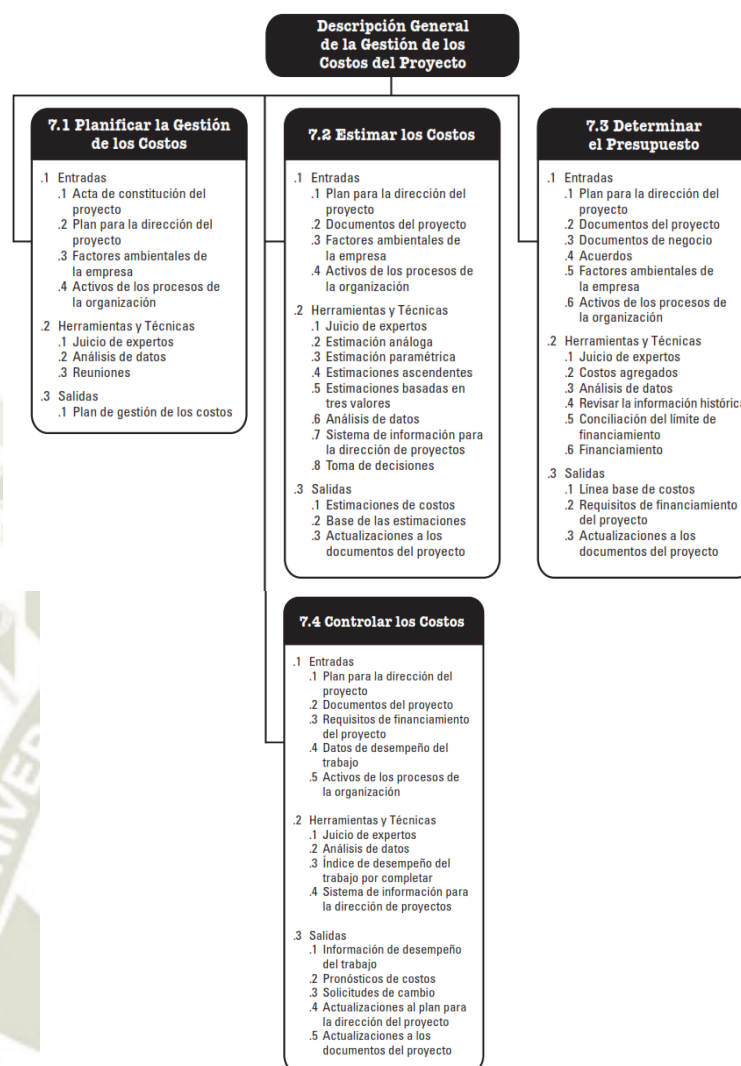 Descripción General
de la Gestión de los
Costos del Proyecto
7.1 Planificar la Gestión
de los Costos
.1 Entradas
.1 Acta de constitución del
proyecto
.2 Plan para la dirección del
proyecto
.3 Factores ambientales de
la empresa
.4 Activos de los procesos de
la organización
.2 Herramientas y Técnicas
.1 Juicio de expertos
.2 Análisis de datos
.3 Reuniones
.3 Salidas
.1 Plan de gestión de los costos
7.2 Estimar los Costos
.1 Entradas
.1 Plan para la dirección del
proyecto
.2 Documentos del proyecto
.3 Factores ambientales de
la empresa
.4 Activos de los procesos de
la organización
.2 Herramientas y Técnicas
.1 Juicio de expertos
.2 Estimación análoga
.3 Estimación paramétrica
.4 Estimaciones ascendentes
.5 Estimaciones basadas en
tres valores
.6 Análisis de datos
.7 Sistema de información para
la dirección de proyectos
.8 Toma de decisiones
.3 Salidas
.1 Estimaciones de costos
.2 Base de las estimaciones
.3 Actualizaciones a los
documentos del proyecto
7.3 Determinar
el Presupuesto
.1 Entradas
.1 Plan para la dirección del
proyecto
.2 Documentos del proyecto
.3 Documentos de negocio
.4 Acuerdos
.5 Factores ambientales de
la empresa
.6 Activos de los procesos de
la organización
.2 Herramientas y Técnicas
.1 Juicio de expertos
.2 Costos agregados
.3 Análisis de datos
.4 Revisar la información histórica
.5 Conciliación del límite de
financiamiento
.6 Financiamiento
.3 Salidas
.1 Línea base de costos
.2 Requisitos de financiamiento
del proyecto
.3 Actualizaciones a los
documentos del proyecto
7.4 Controlar los Costos
.1 Entradas
.1 Plan para la dirección del
proyecto
.2 Documentos del proyecto
.3 Requisitos de financiamiento
del proyecto
.4 Datos de desempeño del
trabajo
.5 Activos de los procesos de
la organización
.2 Herramientas y Técnicas
.1 Juicio de expertos
.2 Análisis de datos
.3 Índice de desempeño del
trabajo por completar
.4 Sistema de información para
la dirección de proyectos
.3 Salidas
.1 Información de desempeño
del trabajo
.2 Pronósticos de costos
.3 Solicitudes de cambio
.4 Actualizaciones al plan para
la dirección del proyecto
.5 Actualizaciones a los
documentos del proyecto